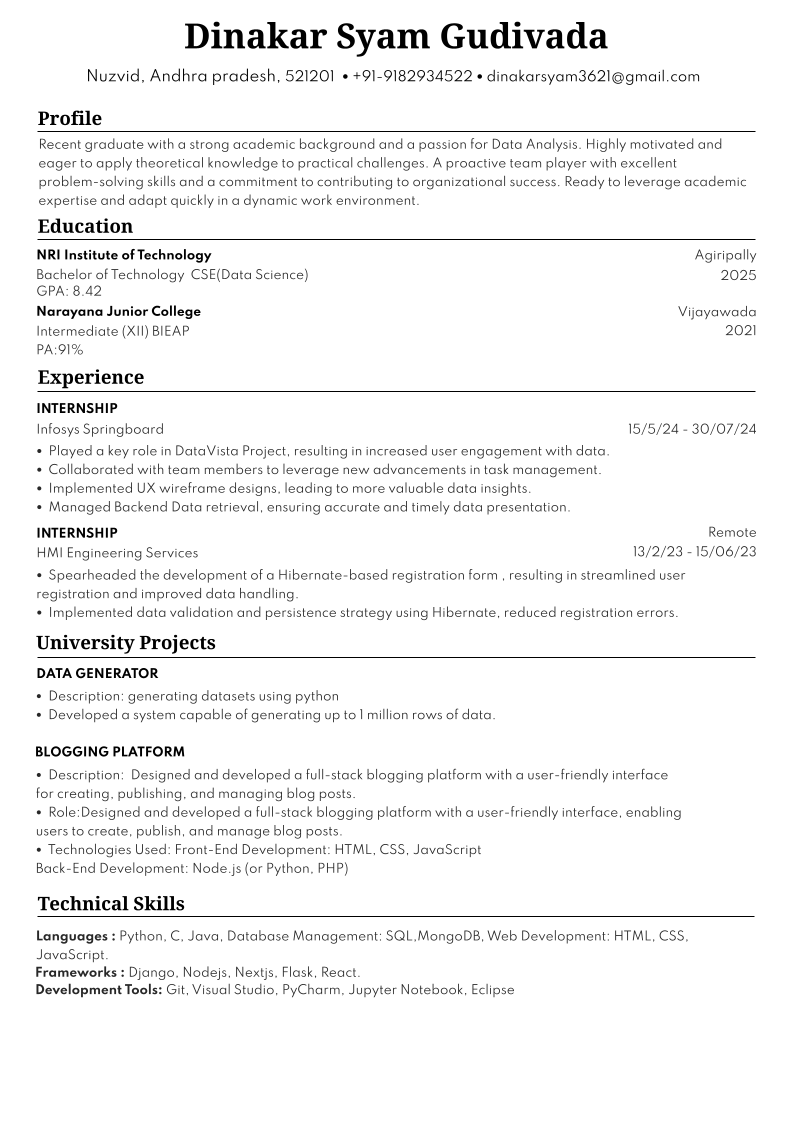 Dinakar Syam Gudivada
Nuzvid, Andhra pradesh, 521201 • +91-9182934522 • dinakarsyam3621@gmail.com
Profile
Recent graduate with a strong academic background and a passion for Data Analysis. Highly motivated and
eager to apply theoretical knowledge to practical challenges. A proactive team player with excellent
problem-solving skills and a commitment to contributing to organizational success. Ready to leverage academic
expertise and adapt quickly in a dynamic work environment.
Education
NRI Institute of Technology Agiripally
Bachelor of Technology CSE(Data Science) 2025
GPA: 8.42
Narayana Junior College Vijayawada
Intermediate (XII) BIEAP 2021
PA:91%
Experience
INTERNSHIP
Infosys Springboard 15/5/24 - 30/07/24
• Played a key role in DataVista Project, resulting in increased user engagement with data.
• Collaborated with team members to leverage new advancements in task management.
• Implemented UX wireframe designs, leading to more valuable data insights.
• Managed Backend Data retrieval, ensuring accurate and timely data presentation.
INTERNSHIP Remote
HMI Engineering Services 13/2/23 - 15/06/23
• Spearheaded the development of a Hibernate-based registration form , resulting in streamlined user
registration and improved data handling.
• Implemented data validation and persistence strategy using Hibernate, reduced registration errors.
University Projects
DATA GENERATOR
• Description: generating datasets using python
• Developed a system capable of generating up to 1 million rows of data.
BLOGGING PLATFORM
• Description: Designed and developed a full-stack blogging platform with a user-friendly interface
for creating, publishing, and managing blog posts.
• Role:Designed and developed a full-stack blogging platform with a user-friendly interface, enabling
users to create, publish, and manage blog posts.
• Technologies Used: Front-End Development: HTML, CSS, JavaScript
Back-End Development: Node.js (or Python, PHP)
Technical Skills
Languages : Python, C, Java, Database Management: SQL,MongoDB, Web Development: HTML, CSS,
JavaScript.
Frameworks : Django, Nodejs, Nextjs, Flask, React.
Development Tools: Git, Visual Studio, PyCharm, Jupyter Notebook, Eclipse